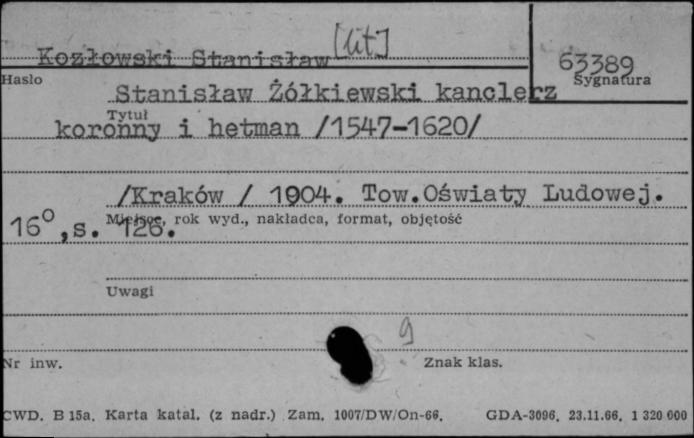 Kozłowski Stanisław [lit]
63389
Hasło
Sygnatura
Stanisław Żółkiewski kanclerz
Tytuł
koronny i hetman /1547-1620/
/Kraków / 1904. Tow.Oświaty Ludowej.
Miejsce, rok wyd., nakładca, format, objętość
16°,s. 126.
Uwagi
9
Nr inw.
Znak klas.
CWD. B 15a. Karta katal. (z nadr.) Zam. 1007/DW/On-66. GDA-3096. 23.11.66. 1 320 000